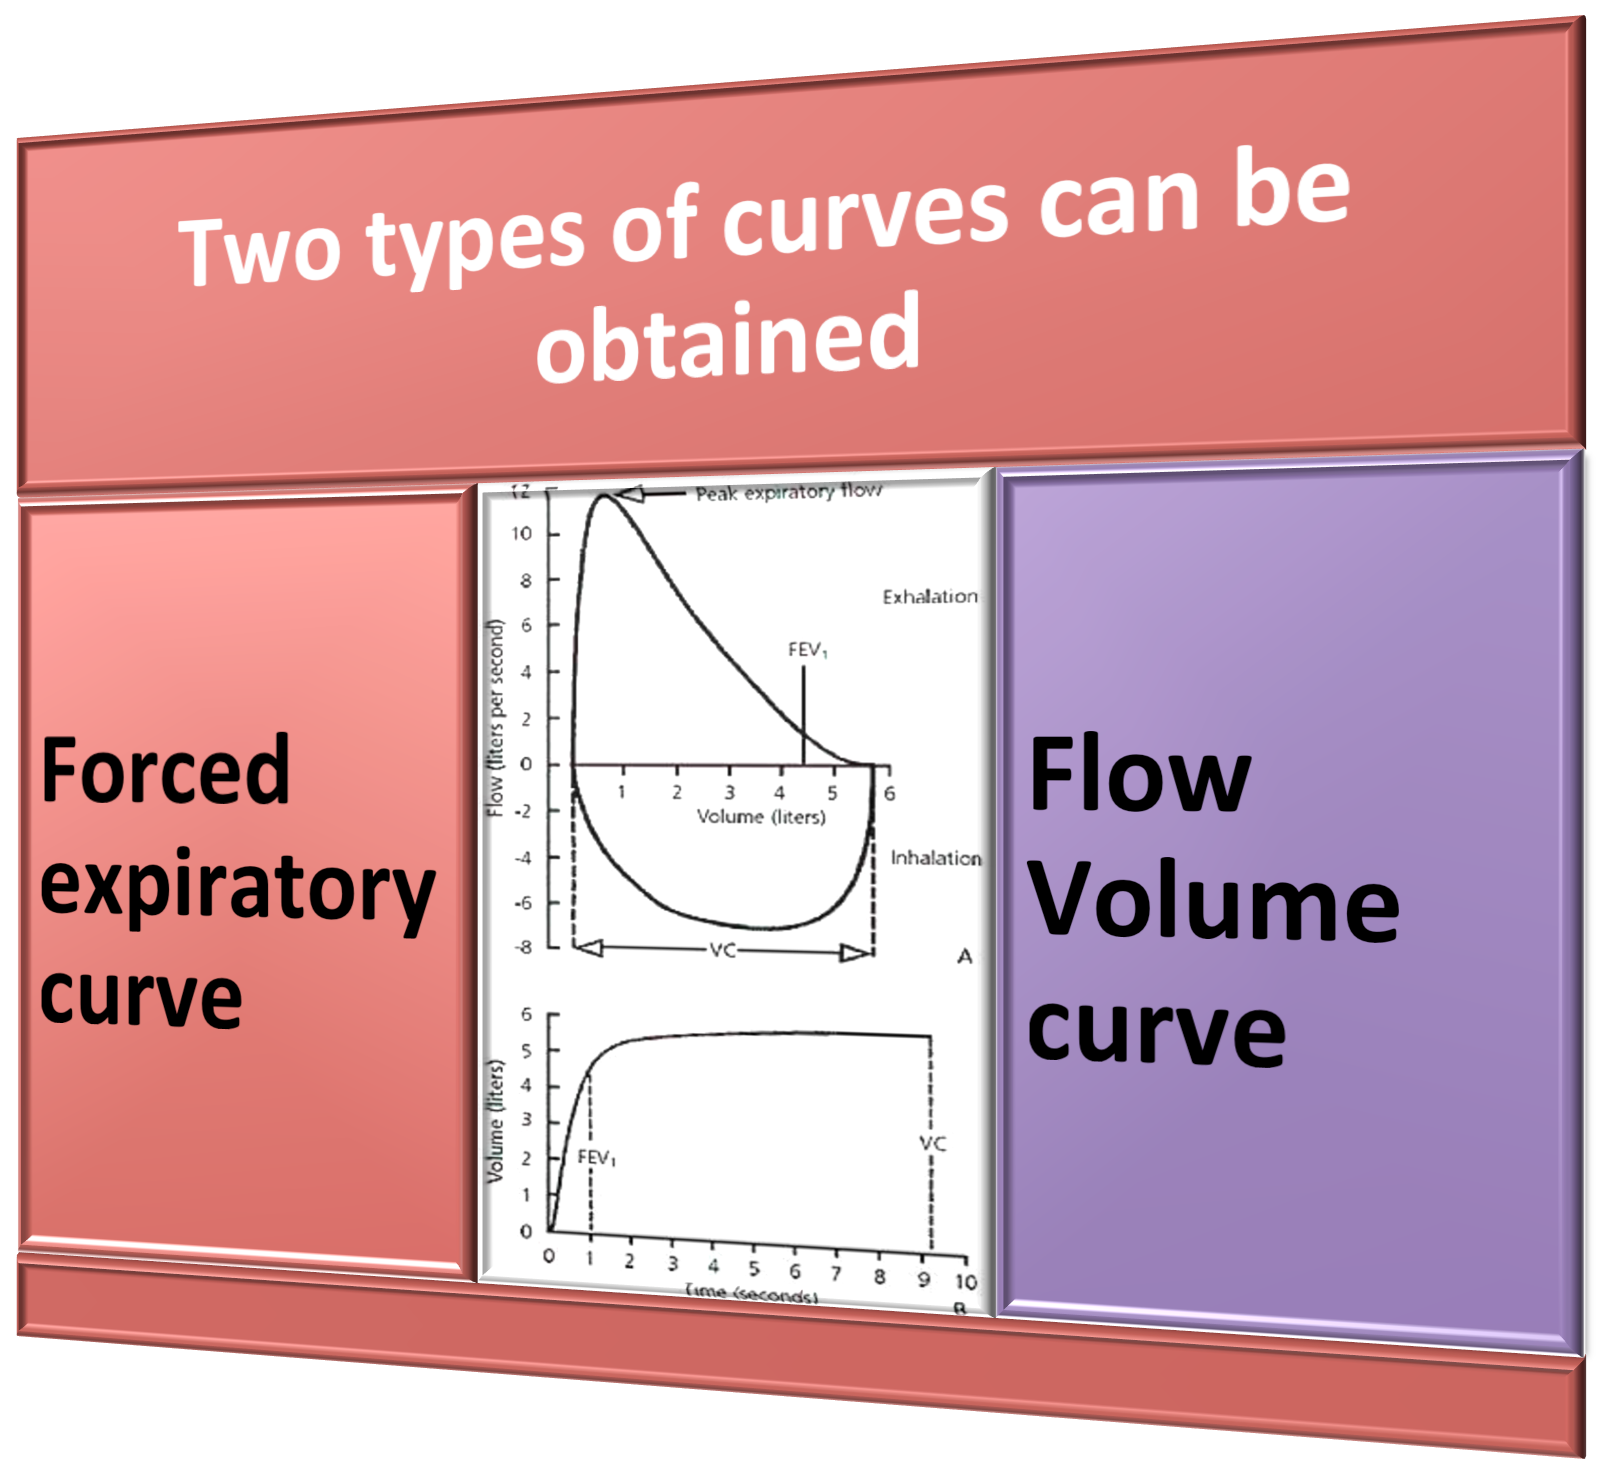 Two types of curves can be
obtained
Forced
expiratory
curve
12
Peak expiratory flow
10
8
6
4
2
0
-2
-4
-6
-8
Flow (liters per second)
Exhalation
FEV₁
1 2 3 4 5 6
Volume (liters)
Inhalation
VC
A
6
5
4
3
2
1
0
Volume (liters)
FEV₁
VC
0 1 2 3 4 5 6 7 8 9 10
Time (seconds)
B
Flow
Volume
curve